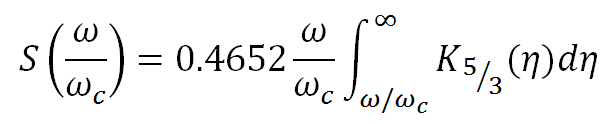 S(ω/ω_c) = 0.4652 ω/ω_c ∫_{ω/ω_c}^{∞} K_{5/3}(η)dη